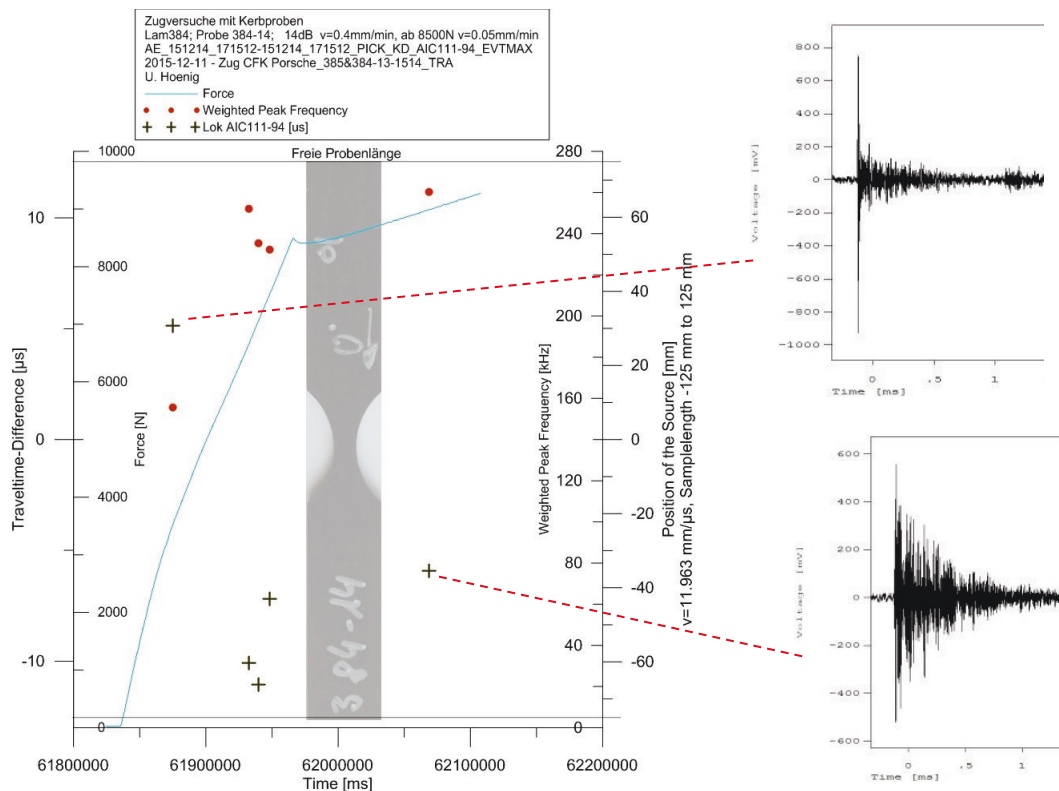 Zugversuche mit Kerbproben
Lam384; Probe 384-14; 14dB v=0.4mm/min, ab 8500N v=0.05mm/min
AE_151214_171512-151214_171512_PICK_KD_AIC111-94_EVTMAX
2015-12-11 - Zug CFK Porsche_385&384-13-1514_TRA
U. Hoenig
Force
Weighted Peak Frequency
Lok AIC111-94 [us]
Freie Probenlänge
10
0
-10
Traveltime-Difference [µs]
10000
8000
6000
4000
2000
0
Force [N]
0°
384-14
280
240
200
160
120
80
40
0
Weighted Peak Frequency [kHz]
60
40
20
0
-20
-40
-60
Position of the Source [mm]
v=11.963 mm/µs, Samplelength -125 mm to 125 mm
61800000
61900000
62000000
62100000
62200000
Time [ms]
800
600
400
200
0
-200
-400
-600
-800
-1000
Voltage [mV]
0
.5
1
Time [ms]
600
400
200
0
-200
-400
-600
Voltage [mV]
0
.5
1
Time [ms]